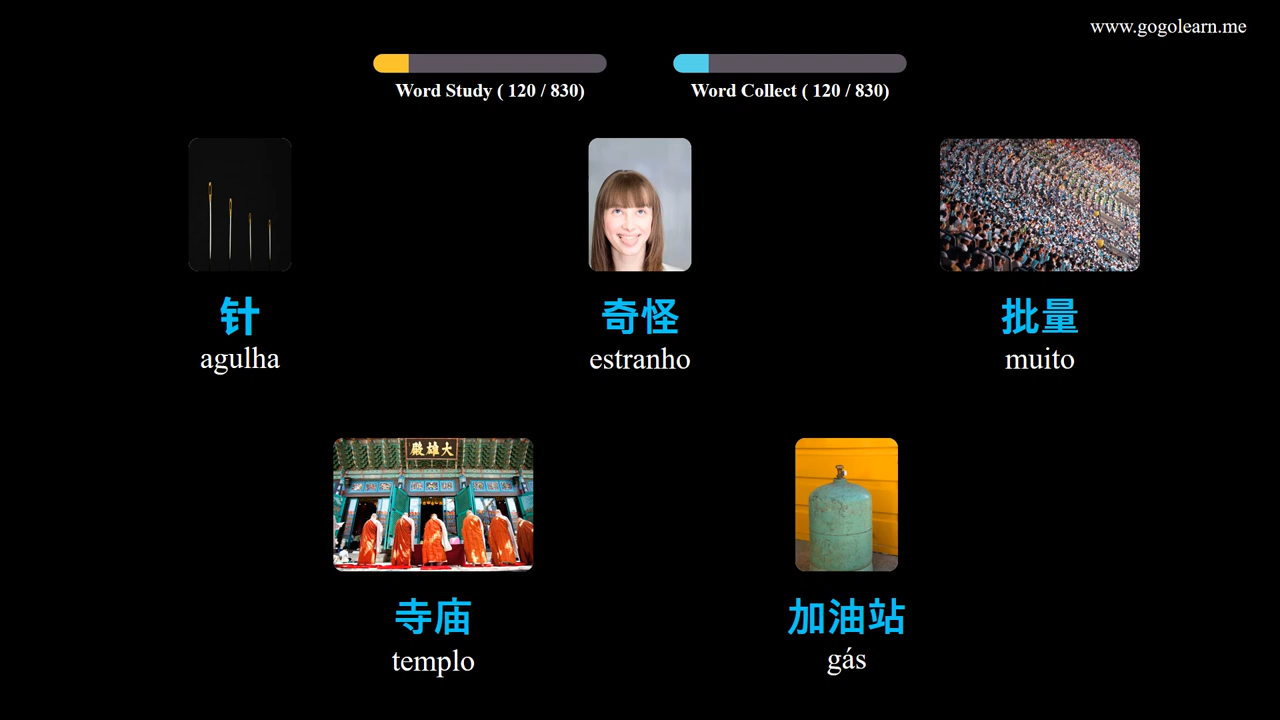 www.gogolearn.me
Word Study ( 120 / 830)
Word Collect ( 120 / 830)
针
agulha
奇怪
estranho
批量
muito
殿雄大
寺庙
templo
加油站
gás